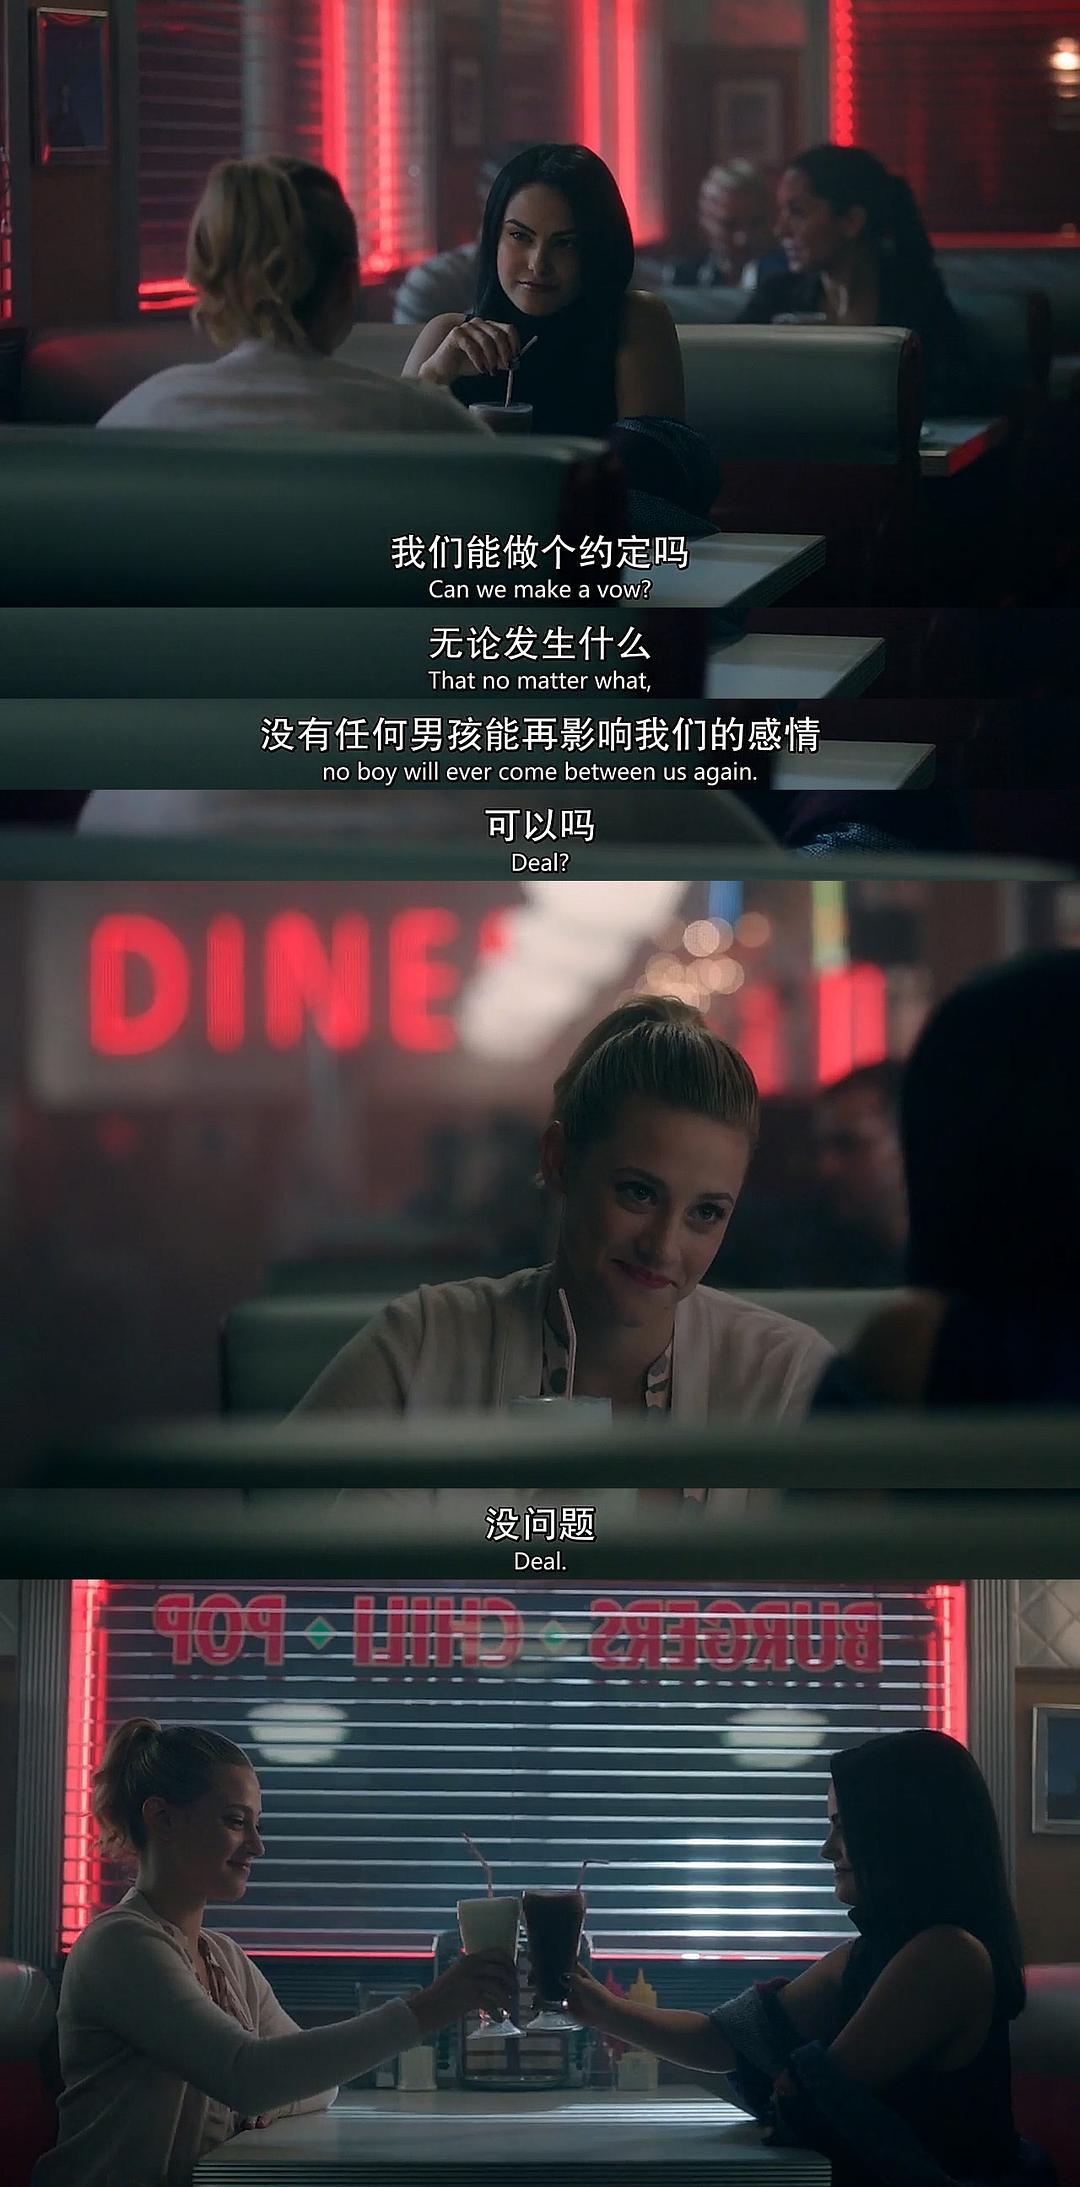 我们能做个约定吗
Can we make a vow?
无论发生什么
That no matter what,
没有任何男孩能再影响我们的感情
no boy will ever come between us again.
可以吗
Deal?
DINE
没问题
Deal.
POP CHILI BURGERS